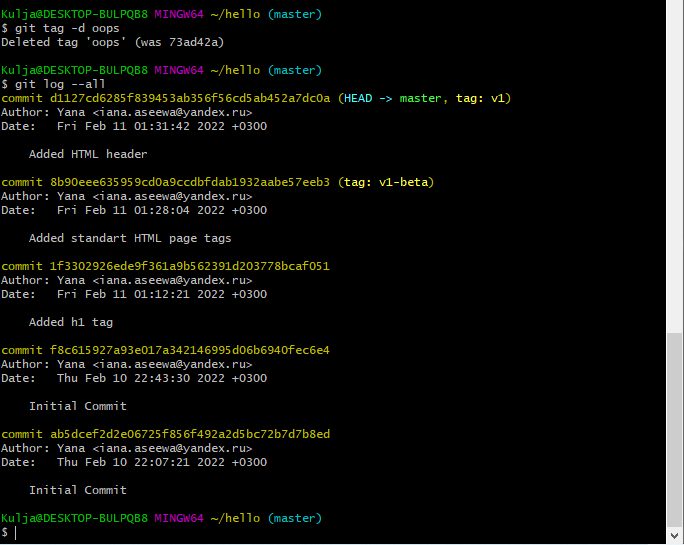 Kulja@DESKTOP-BULPQB8 MINGW64 ~/hello (master)
$ git tag -d oops
Deleted tag 'oops' (was 73ad42a)
Kulja@DESKTOP-BULPQB8 MINGW64 ~/hello (master)
$ git log --all
commit d1127cd6285f839453ab356f56cd5ab452a7dc0a (HEAD -> master, tag: v1)
Author: Yana <iana.aseewa@yandex.ru>
Date:   Fri Feb 11 01:31:42 2022 +0300
    Added HTML header
commit 8b90eee635959cd0a9ccdbfdab1932aabe57eeb3 (tag: v1-beta)
Author: Yana <iana.aseewa@yandex.ru>
Date:   Fri Feb 11 01:28:04 2022 +0300
    Added standart HTML page tags
commit 1f3302926ede9f361a9b562391d203778bcaf051
Author: Yana <iana.aseewa@yandex.ru>
Date:   Fri Feb 11 01:12:21 2022 +0300
    Added h1 tag
commit f8c615927a93e017a342146995d06b6940fec6e4
Author: Yana <iana.aseewa@yandex.ru>
Date:   Thu Feb 10 22:43:30 2022 +0300
    Initial Commit
commit ab5dcef2d2e06725f856f492a2d5bc72b7d7b8ed
Author: Yana <iana.aseewa@yandex.ru>
Date:   Thu Feb 10 22:07:21 2022 +0300
    Initial Commit
Kulja@DESKTOP-BULPQB8 MINGW64 ~/hello (master)
$